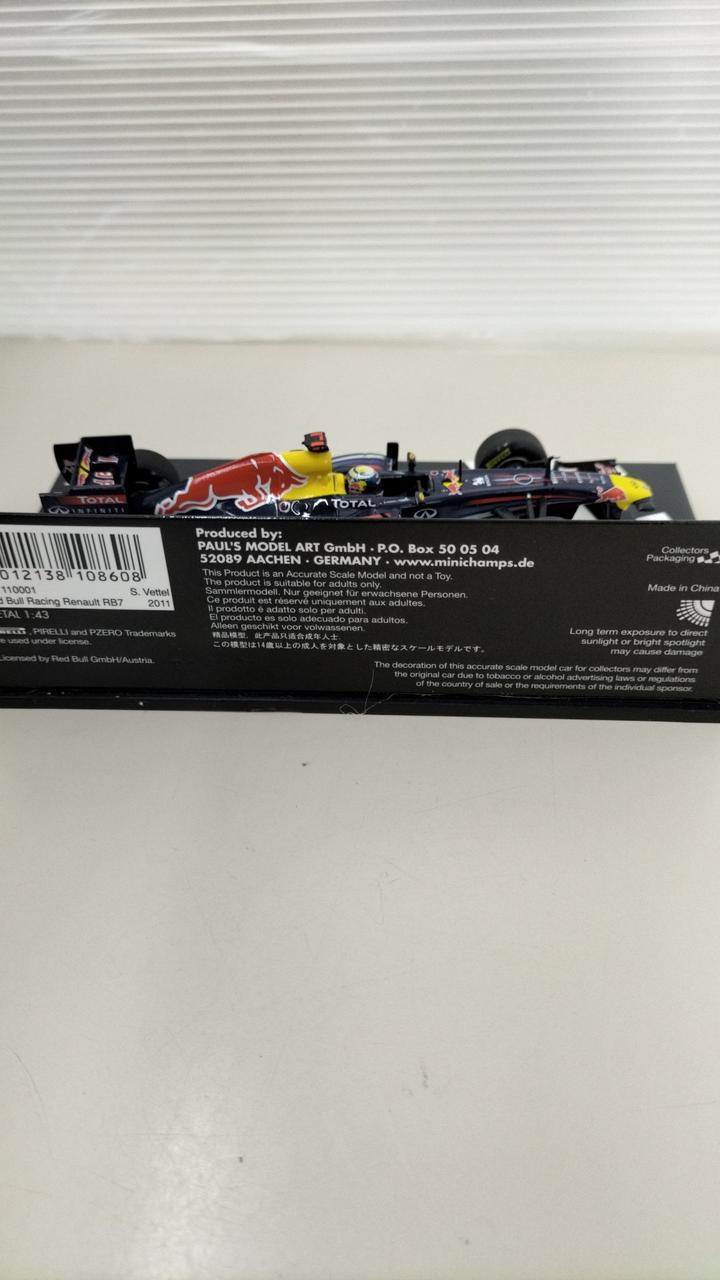 TOTAL
INFINITI
TOTAL
012138 108608
110001
S. Vettel
d Bull Racing Renault RB7
2011
ETAL 1:43
, PIRELLI and PZERO Trademarks
e used under license.
Licensed by Red Bull GmbH/Austria.
Produced by:
PAUL'S MODEL ART GmbH · P.O. Box 50 05 04
52089 AACHEN · GERMANY · www.minichamps.de
This Product is an Accurate Scale Model and not a Toy.
The product is suitable for adults only.
Sammlermodell. Nur geeignet für erwachsene Personen.
Ce produit est réservé uniquement aux adultes.
Il prodotto è adatto solo per adulti.
El producto es solo adecuado para adultos.
Alleen geschikt voor volwassenen.
精品模型, 此产品只适合成年人士.
この模型は14歳以上の成人を対象とした精密なスケールモデルです。
Collectors
Packaging
Made in China
Long term exposure to direct
sunlight or bright spotlight
may cause damage
The decoration of this accurate scale model car for collectors may differ from
the original car due to tobacco or alcohol advertising laws or regulations
of the country of sale or the requirements of the individual sponsor.